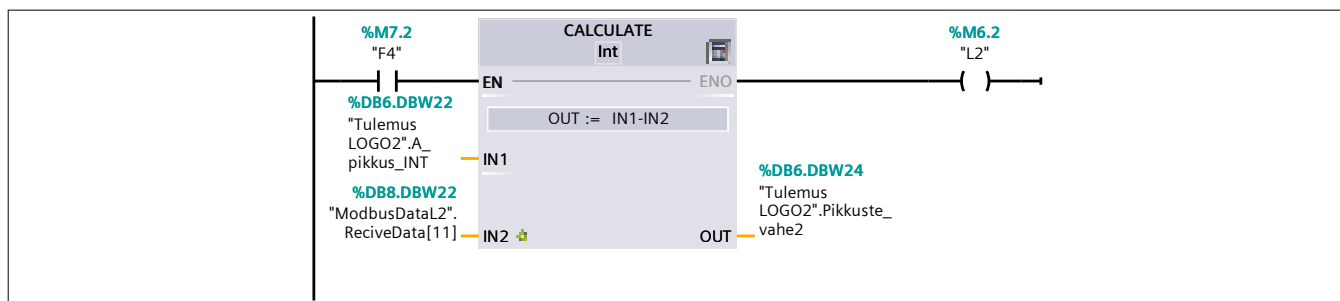 %M7.2
"F4"
CALCULATE
Int
%M6.2
"L2"
EN
ENO
%DB6.DBW22
"Tulemus
LOGO2".A_
pikkus_INT
OUT := IN1-IN2
IN1
%DB8.DBW22
"ModbusDataL2".
ReciveData[11]
IN2
OUT
%DB6.DBW24
"Tulemus
LOGO2".Pikkuste_
vahe2